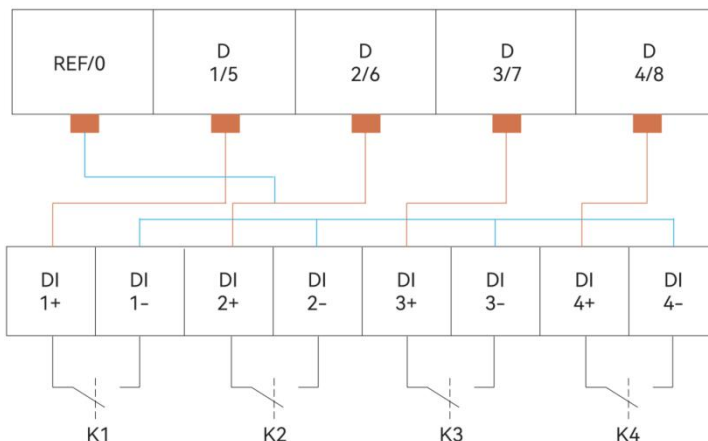 REF/0
D
1/5
D
2/6
D
3/7
D
4/8
DI
1+
DI
1-
DI
2+
DI
2-
DI
3+
DI
3-
DI
4+
DI
4-
K1
K2
K3
K4